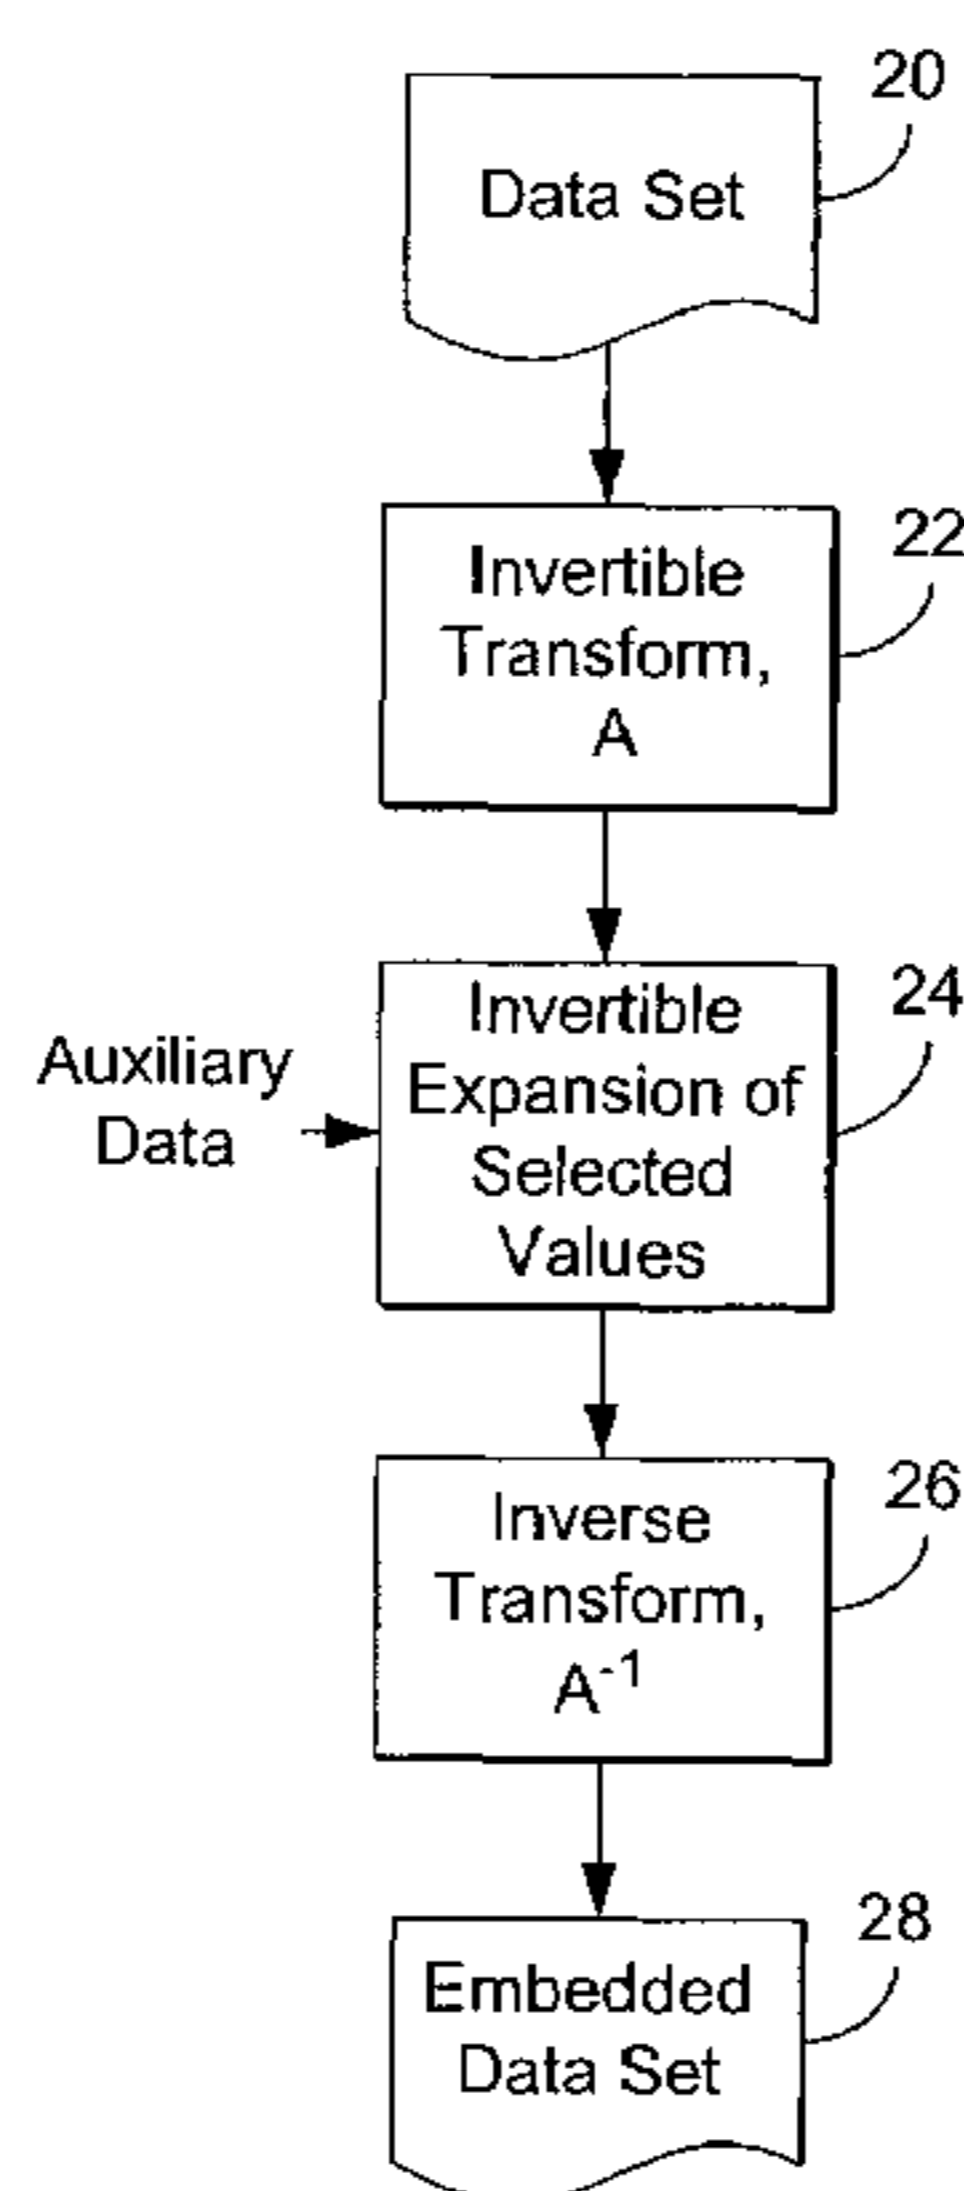 20
Data Set
22
Invertible
Transform,
A
24
Invertible
Expansion of
Selected
Values
Auxiliary
Data
26
Inverse
Transform,
A⁻¹
28
Embedded
Data Set